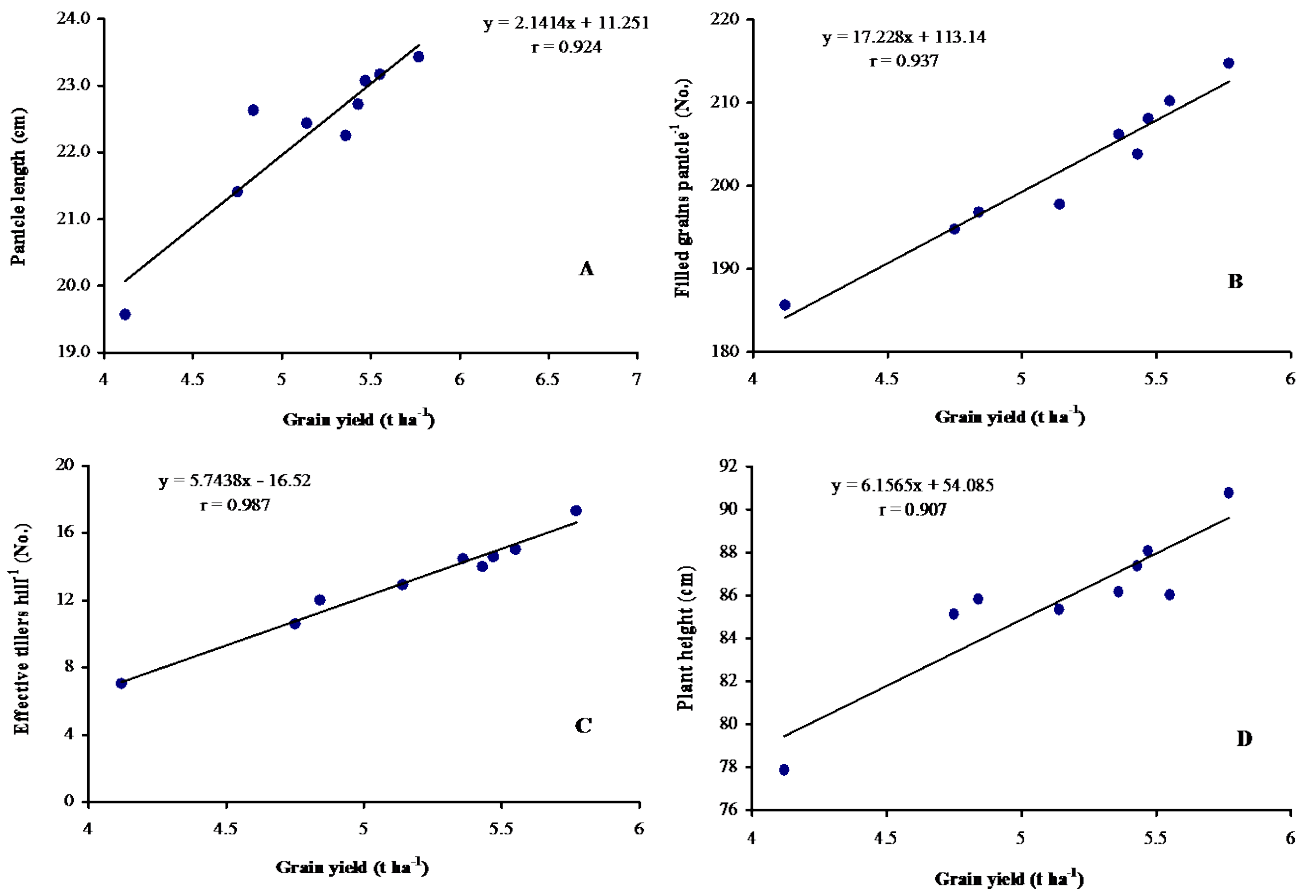 24.0
23.0
22.0
21.0
20.0
19.0
Panicle length (cm)
y = 2.1414x + 11.251
r = 0.924
A
4 4.5 5 5.5 6 6.5 7
Grain yield (t ha⁻¹)
220
210
200
190
180
Filled grains panicle⁻¹ (No.)
y = 17.228x + 113.14
r = 0.937
B
4 4.5 5 5.5 6
Grain yield (t ha⁻¹)
20
16
12
8
4
0
Effective tillers hill⁻¹ (No.)
y = 5.7438x - 16.52
r = 0.987
C
4 4.5 5 5.5 6
Grain yield (t ha⁻¹)
92
90
88
86
84
82
80
78
76
Plant height (cm)
y = 6.1565x + 54.085
r = 0.907
D
4 4.5 5 5.5 6
Grain yield (t ha⁻¹)